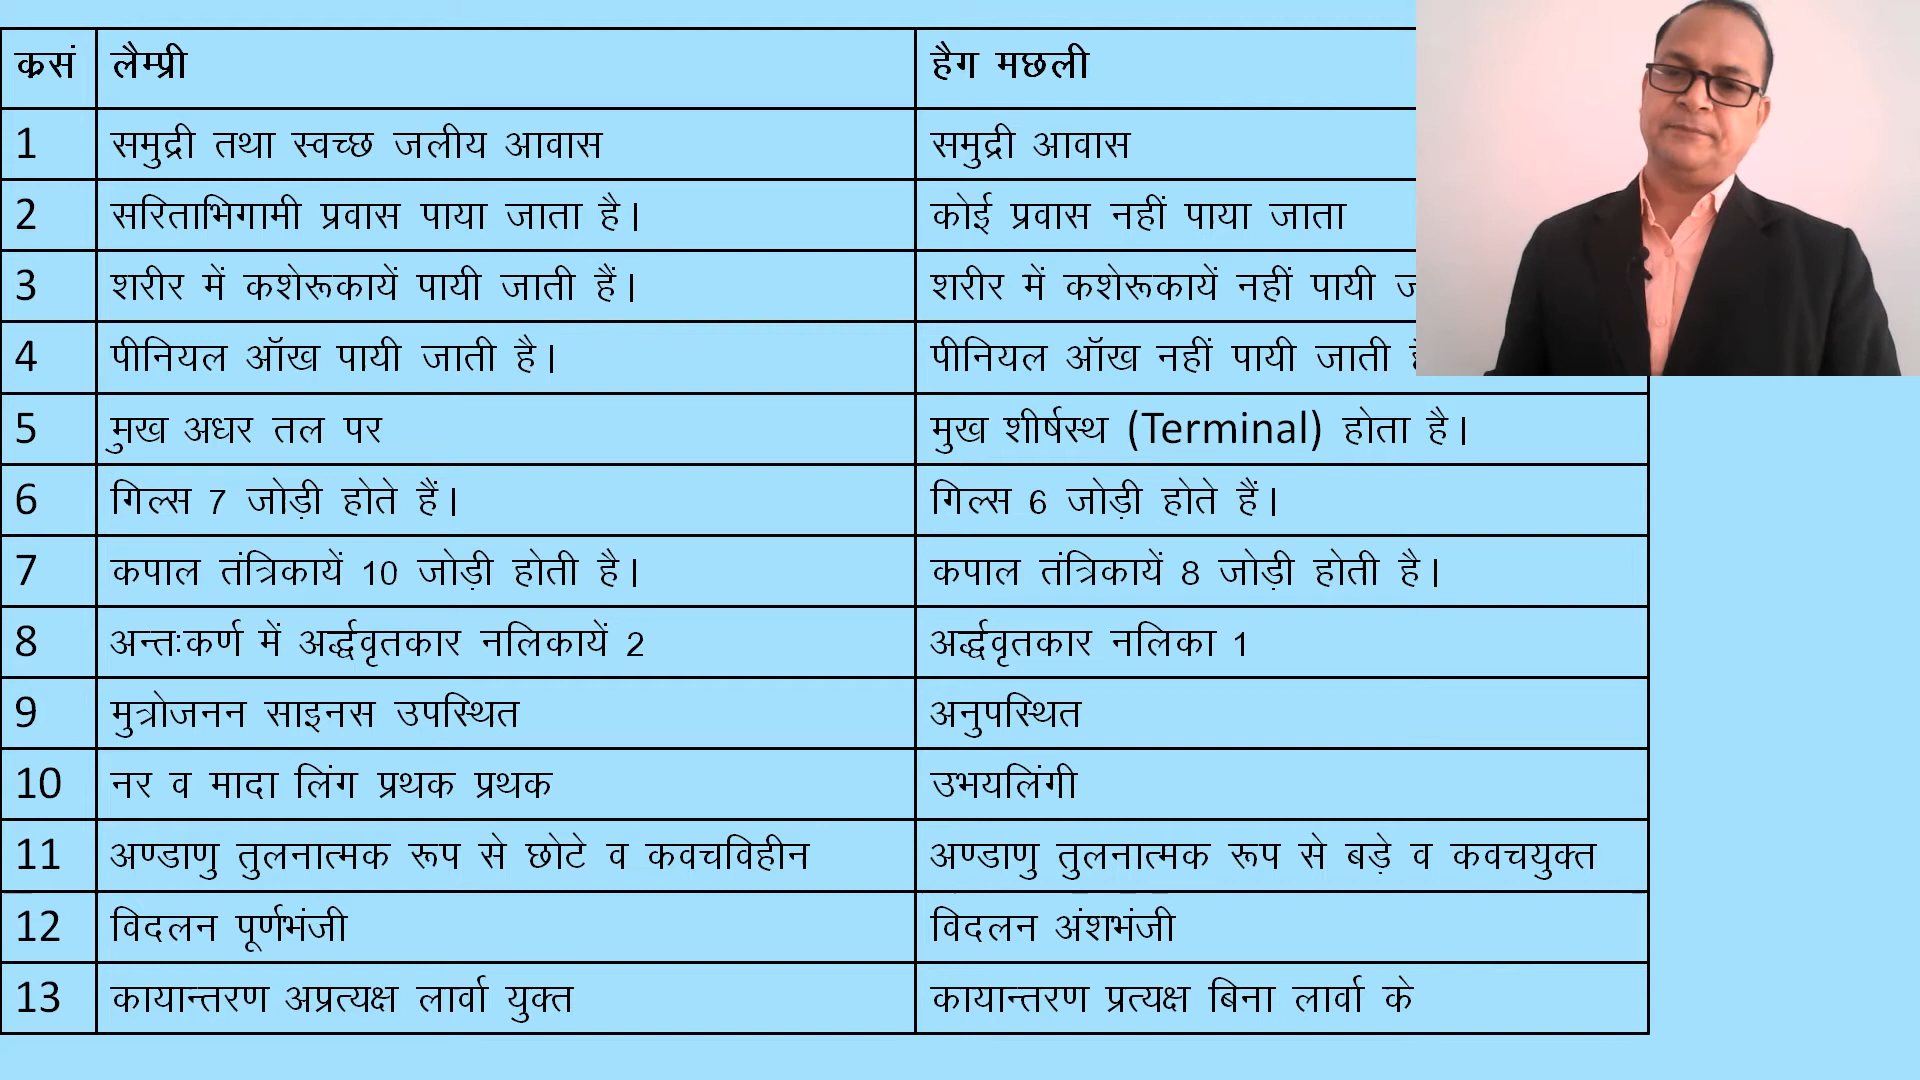 क्रसं लैम्प्री हैग मछली
1 समुद्री तथा स्वच्छ जलीय आवास समुद्री आवास
2 सरिताभिगामी प्रवास पाया जाता है। कोई प्रवास नहीं पाया जाता
3 शरीर में कशेरूकायें पायी जाती हैं। शरीर में कशेरूकायें नहीं पायी
4 पीनियल ऑख पायी जाती है। पीनियल ऑख नहीं पायी जाती
5 मुख अधर तल पर मुख शीर्षस्थ (Terminal) होता है।
6 गिल्स 7 जोड़ी होते हैं। गिल्स 6 जोड़ी होते हैं।
7 कपाल तंत्रिकायें 10 जोड़ी होती है। कपाल तंत्रिकायें 8 जोड़ी होती है।
8 अन्तःकर्ण में अर्द्धवृतकार नलिकायें 2 अर्द्धवृतकार नलिका 1
9 मुत्रोजनन साइनस उपस्थित अनुपस्थित
10 नर व मादा लिंग प्रथक प्रथक उभयलिंगी
11 अण्डाणु तुलनात्मक रूप से छोटे व कवचविहीन अण्डाणु तुलनात्मक रूप से बड़े व कवचयुक्त
12 विदलन पूर्णभंजी विदलन अंशभंजी
13 कायान्तरण अप्रत्यक्ष लार्वा युक्त कायान्तरण प्रत्यक्ष बिना लार्वा के